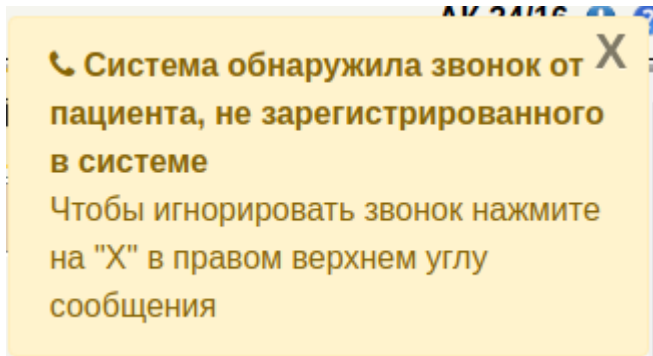 Система обнаружила звонок от X
пациента, не зарегистрированного
в системе
Чтобы игнорировать звонок нажмите
на "X" в правом верхнем углу
сообщения